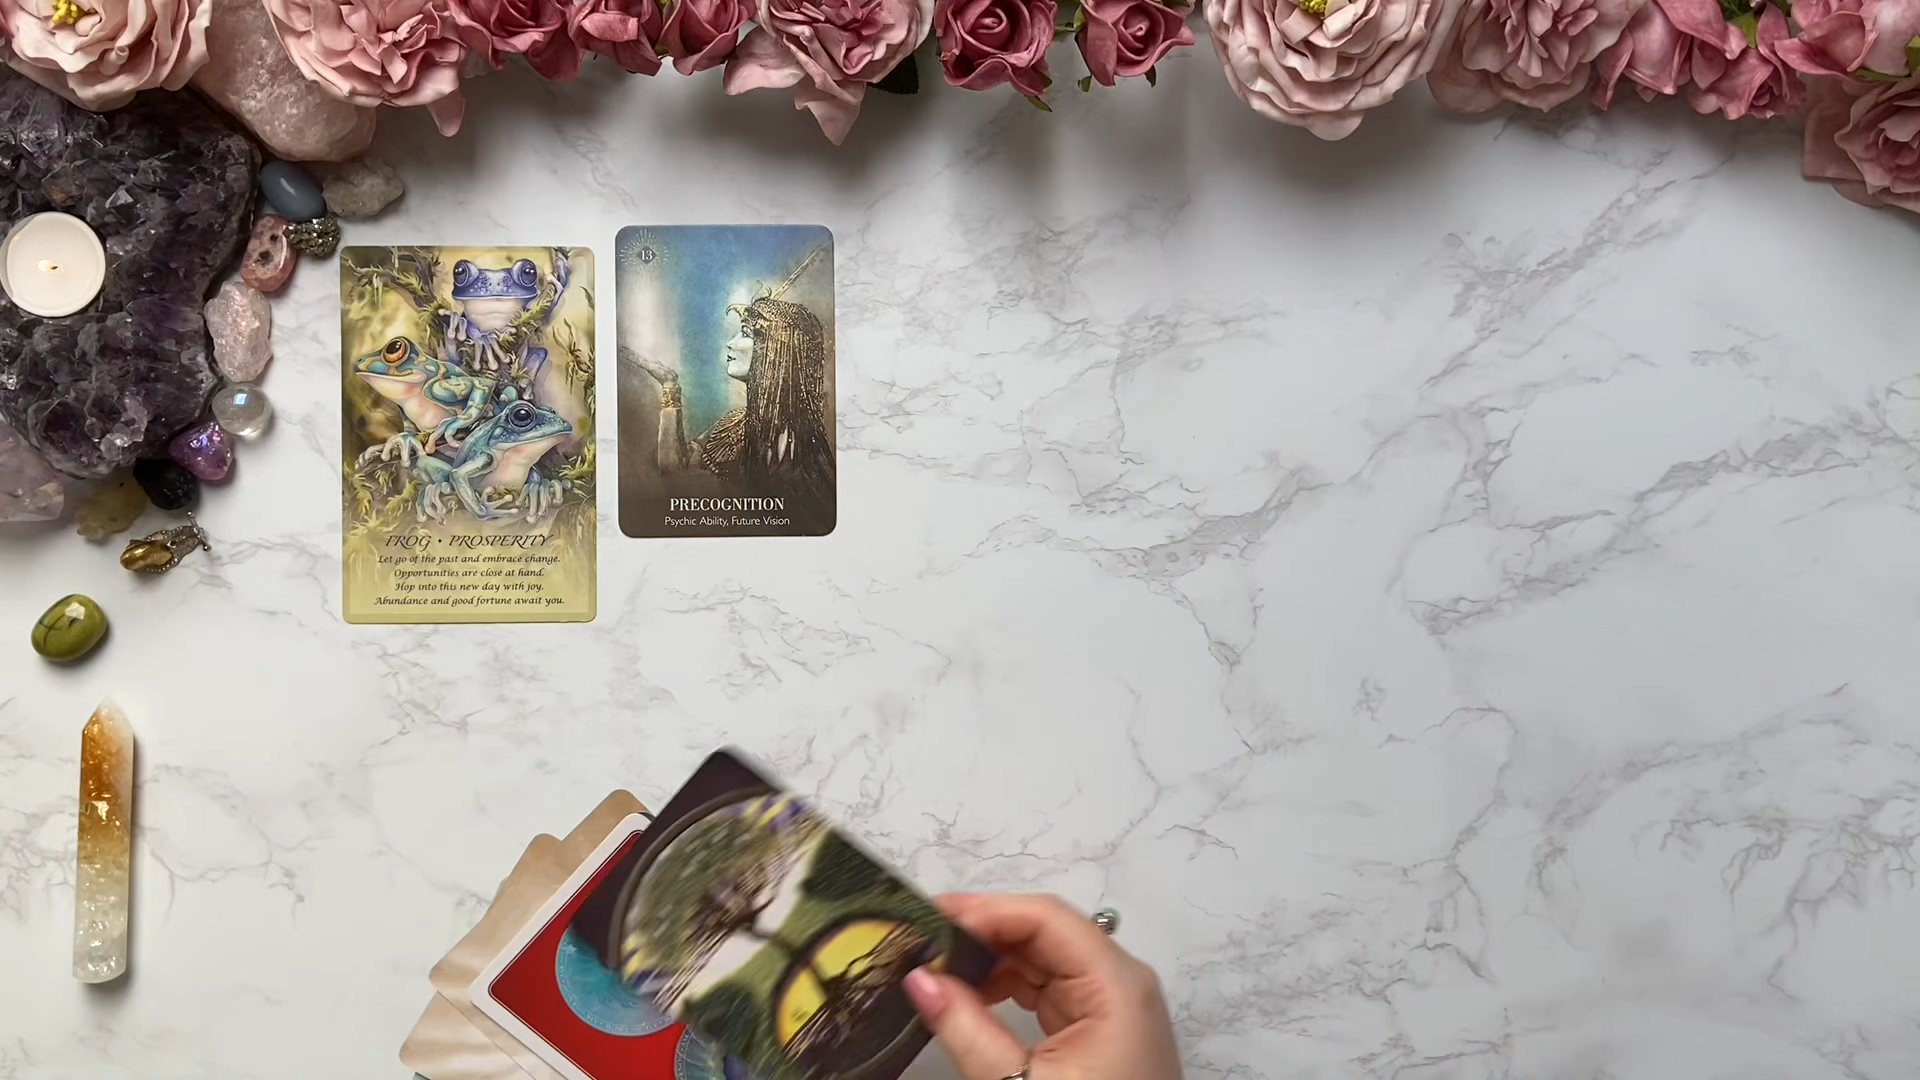 FROG • PROSPERITY
Let go of the past and embrace change.
Opportunities are close at hand.
Hop into this new day with joy.
Abundance and good fortune await you.
13
PRECOGNITION
Psychic Ability, Future Vision